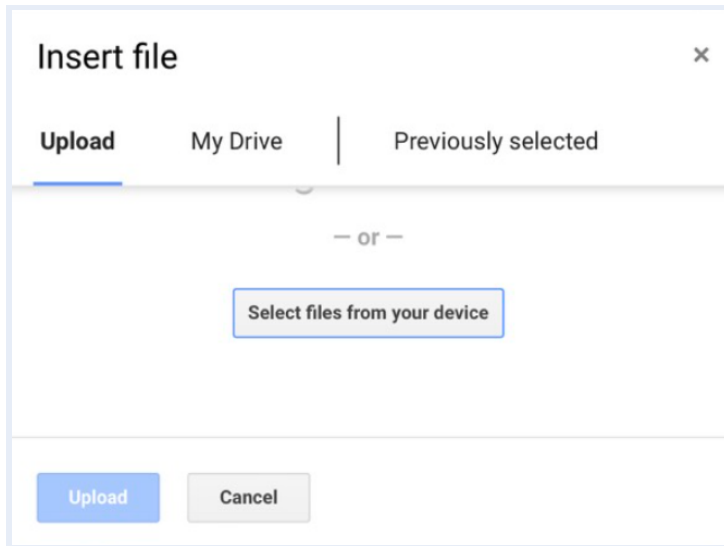 Insert file ×
Upload My Drive Previously selected
— or —
Select files from your device
Upload Cancel